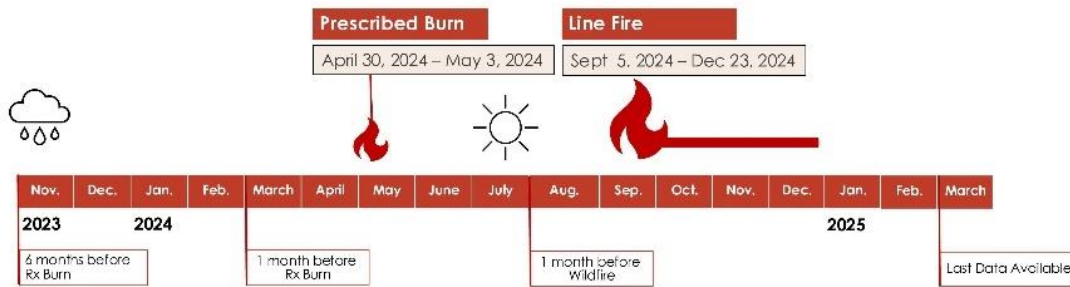 Prescribed Burn
April 30, 2024 – May 3, 2024
Line Fire
Sept 5, 2024 – Dec 23, 2024
Nov. Dec. Jan. Feb. March April May June July Aug. Sep. Oct. Nov. Dec. Jan. Feb. March
2023 2024 2025
6 months before
Rx Burn
1 month before
Rx Burn
1 month before
Wildfire
Last Data Available